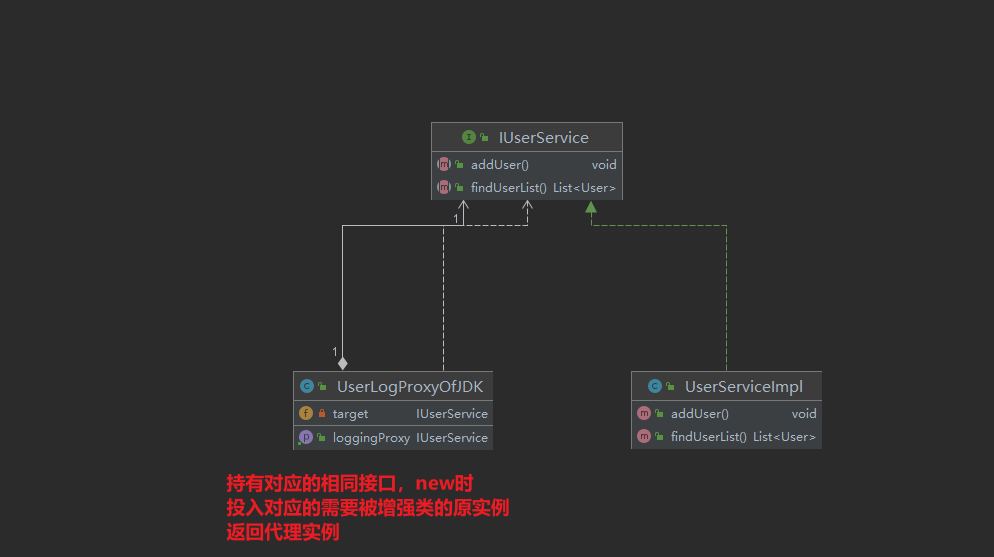 IUserService
addUser() void
findUserList() List<User>
1
1
UserLogProxyOfJDK
target IUserService
loggingProxy IUserService
UserServiceImpl
addUser() void
findUserList() List<User>
持有对应的相同接口，new时
投入对应的需要被增强类的原实例
返回代理实例